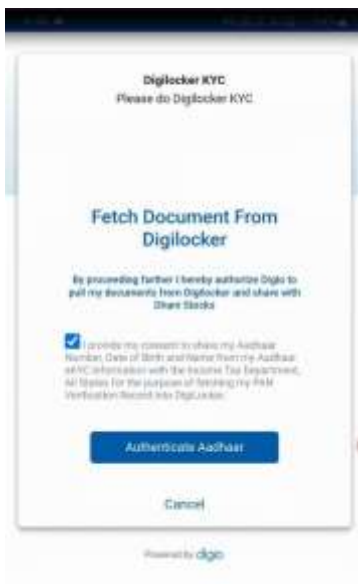 Digilocker KYC
Please do Digilocker KYC
Fetch Document From
Digilocker
By proceeding further I hereby authorize Digio to
pull my documents from Digilocker and share with
Dhare Stocks
I provide my consent to share my Aadhaar
Number, Date of Birth and Name from my Aadhaar
eKYC information with the Income Tax Department,
All States for the purpose of fetching my PAN
Verification Record into DigiLocker.
Authenticate Aadhaar
Cancel
Powered by digio